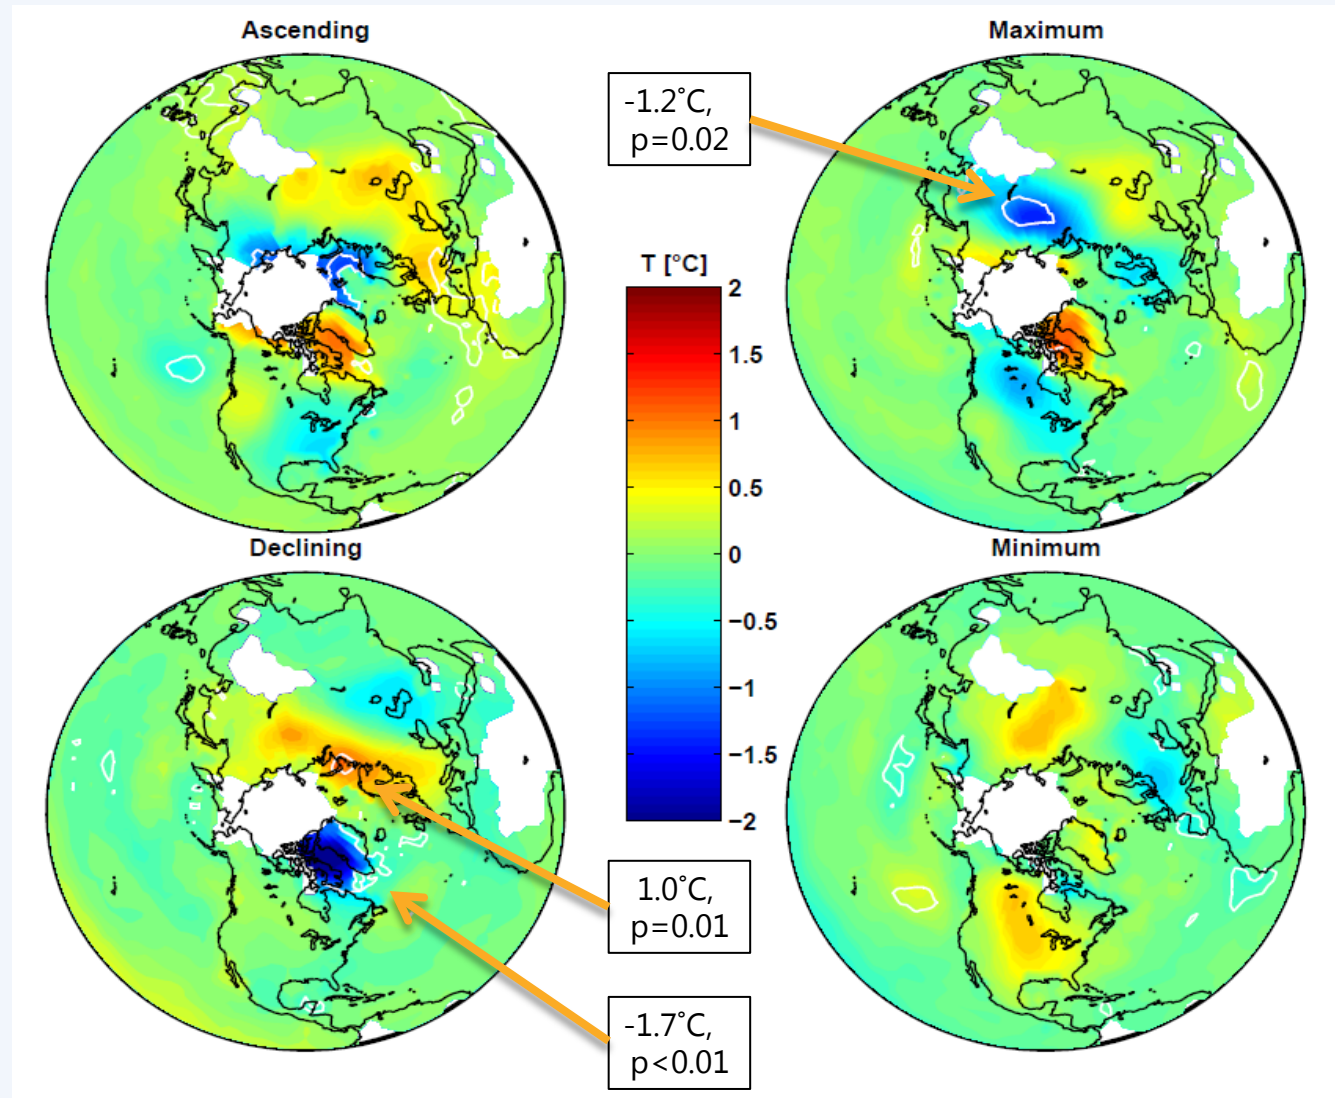 Ascending
Maximum
-1.2˚C,
p=0.02
T [°C]
2
1.5
1
0.5
0
−0.5
−1
−1.5
−2
Declining
Minimum
1.0˚C,
p=0.01
-1.7˚C,
p<0.01